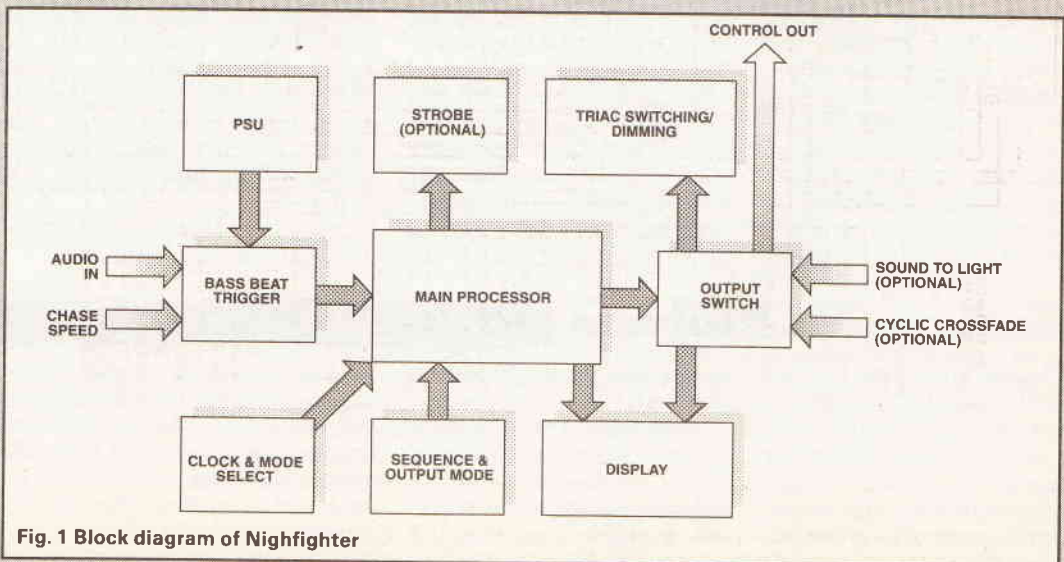 CONTROL OUT
PSU
STROBE
(OPTIONAL)
TRIAC SWITCHING/
DIMMING
AUDIO
IN
CHASE
SPEED
BASS BEAT
TRIGGER
MAIN PROCESSOR
OUTPUT
SWITCH
SOUND TO LIGHT
(OPTIONAL)
CYCLIC CROSSFADE
(OPTIONAL)
CLOCK & MODE
SELECT
SEQUENCE &
OUTPUT MODE
DISPLAY
Fig. 1 Block diagram of Nighfighter